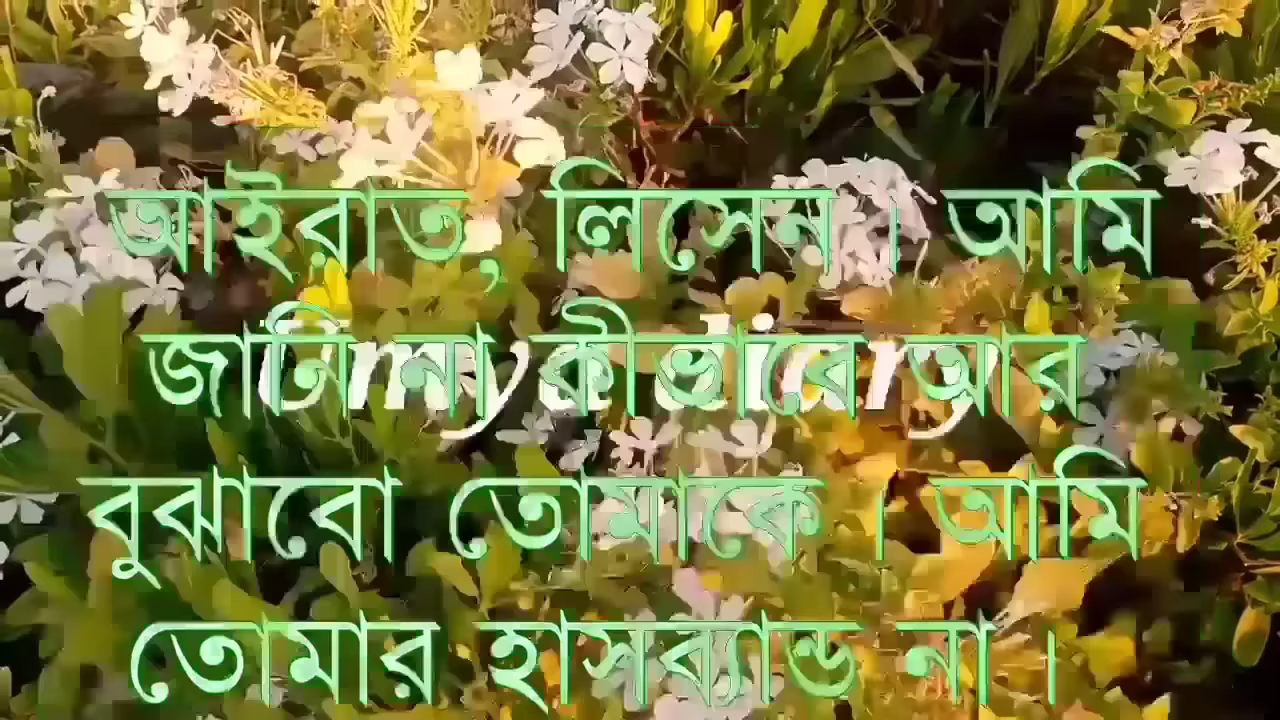 আইরাত, লিসেন । আমি
জানি না কীভাবে আর
বুঝাবো তোমাকে । আমি
তোমার হাসব্যান্ড না ।